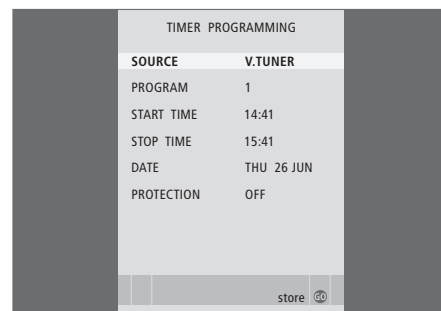 TIMER PROGRAMMING
SOURCE V.TUNER
PROGRAM 1
START TIME 14:41
STOP TIME 15:41
DATE THU 26 JUN
PROTECTION OFF
store GO